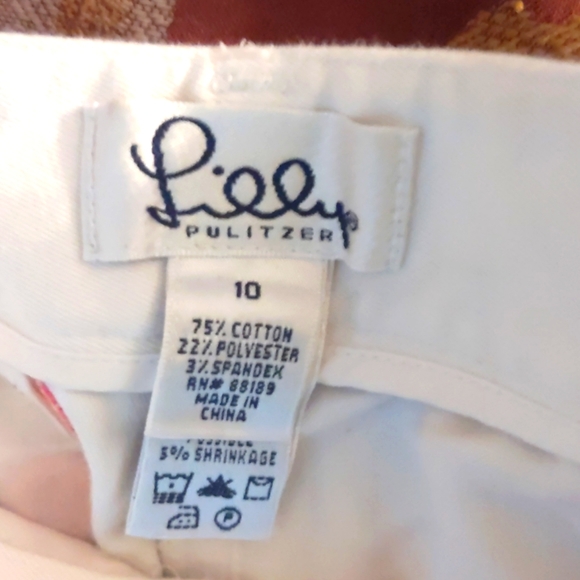 Lilly
PULITZER
10
75% COTTON
22% POLYESTER
3% SPANDEX
RN# 88189
MADE IN
CHINA
5% SHRINKAGE
P